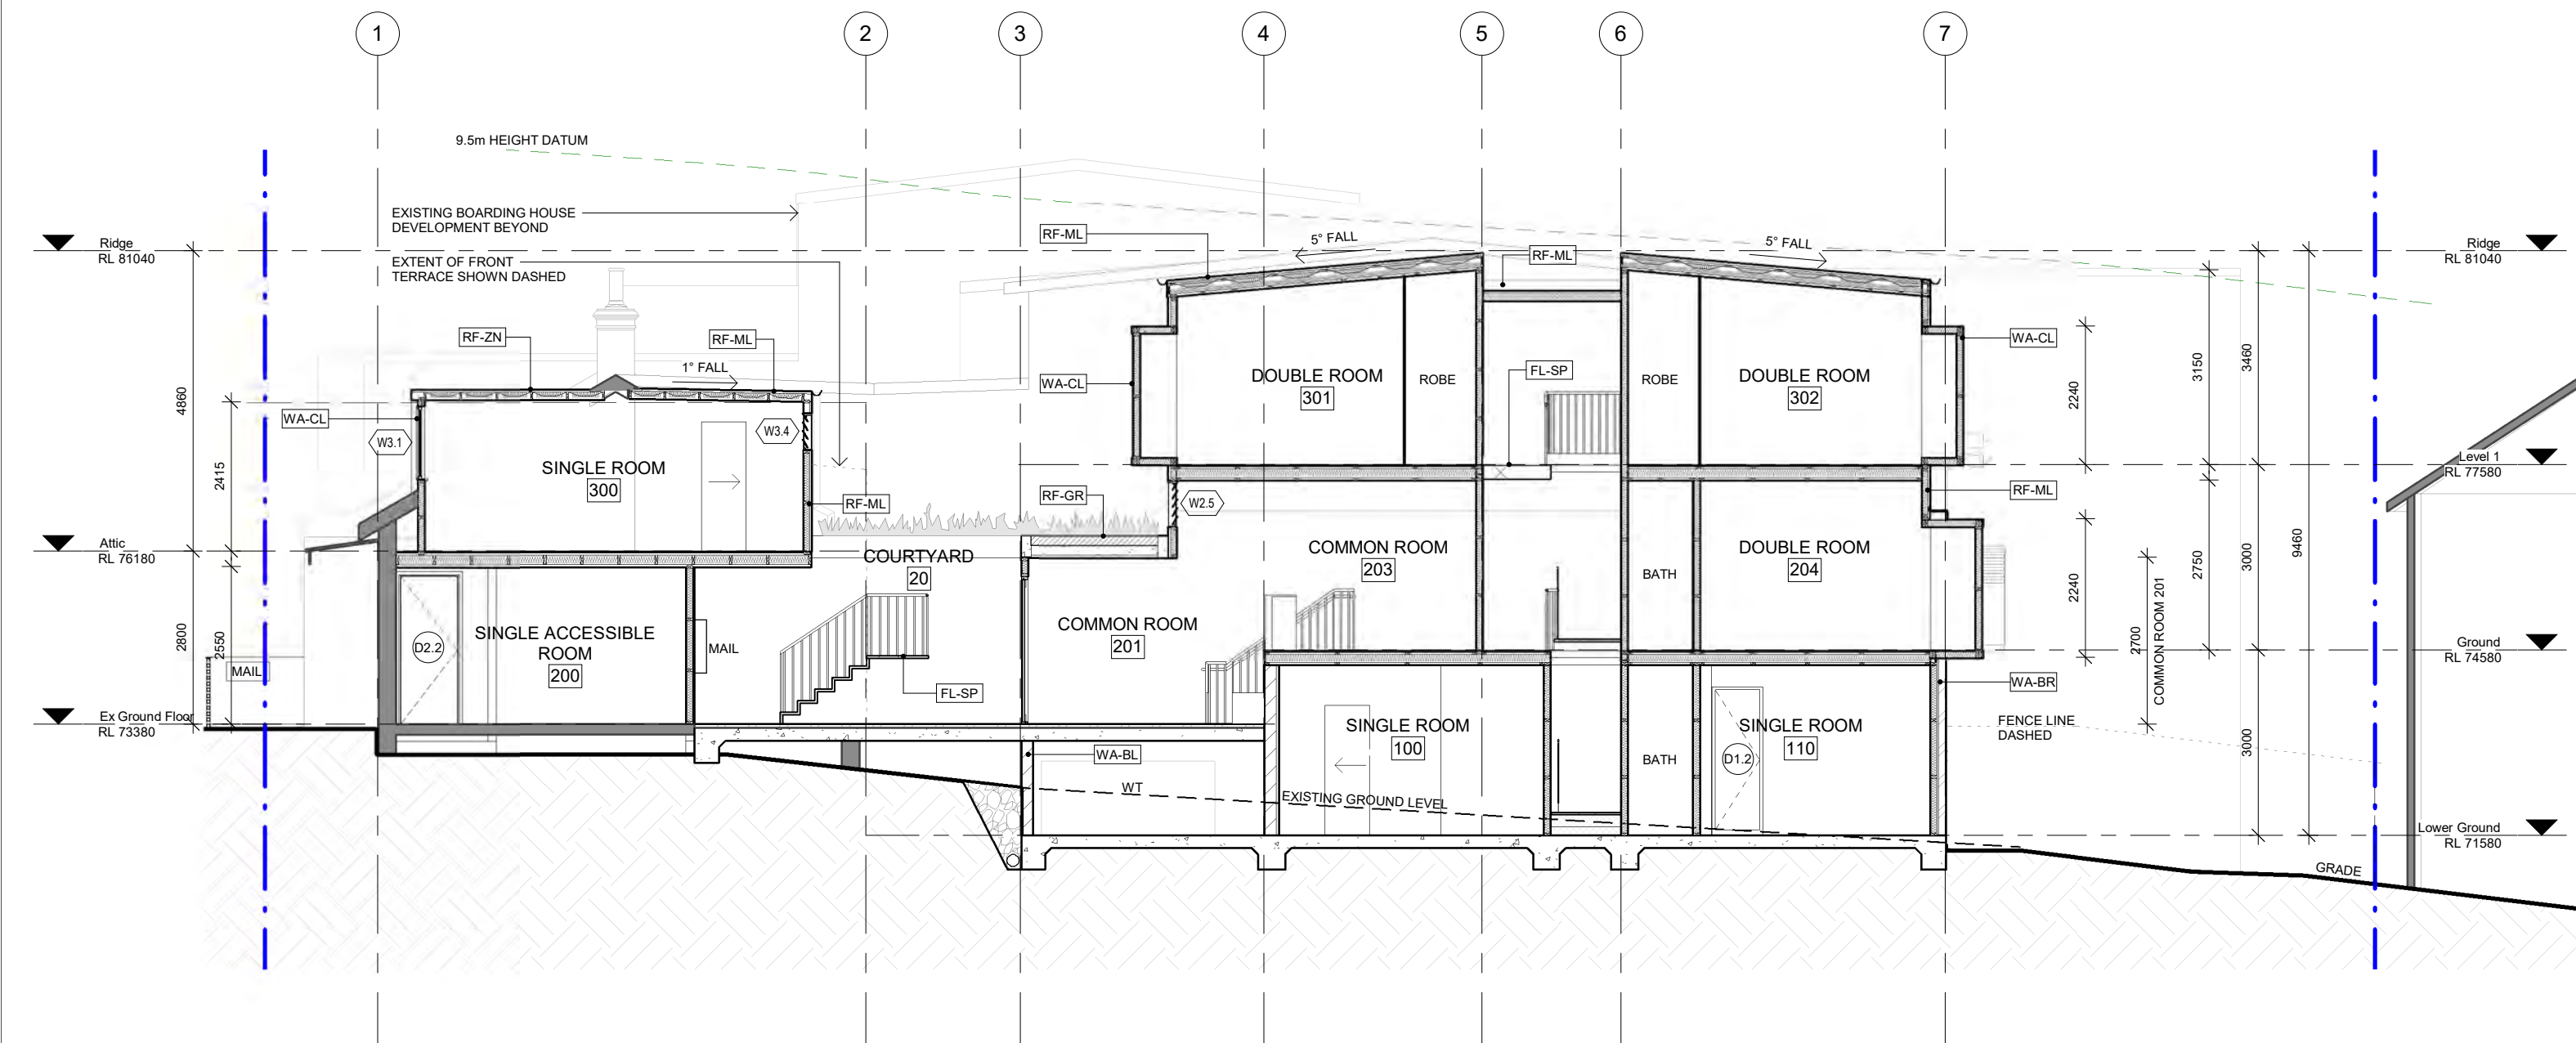 1
2
3
4
5
6
7
9.5m HEIGHT DATUM
EXISTING BOARDING HOUSE
DEVELOPMENT BEYOND
EXTENT OF FRONT
TERRACE SHOWN DASHED
Ridge
RL 81040
RF-ML
5° FALL
RF-ML
5° FALL
Ridge
RL 81040
RF-ZN
RF-ML
1° FALL
WA-CL
W3.1
W3.4
4860
2415
SINGLE ROOM
300
RF-ML
WA-CL
DOUBLE ROOM
301
ROBE
FL-SP
ROBE
DOUBLE ROOM
302
WA-CL
2240
3150
3460
Level 1
RL 77580
RF-GR
W2.5
RF-ML
Attic
RL 76180
COURTYARD
20
COMMON ROOM
203
BATH
DOUBLE ROOM
204
2240
2750
3000
9460
2700
COMMON ROOM 201
2800
2550
MAIL
D2.2
SINGLE ACCESSIBLE
ROOM
200
MAIL
FL-SP
COMMON ROOM
201
Ground
RL 74580
WA-BR
Ex Ground Floor
RL 73380
WA-BL
WT
EXISTING GROUND LEVEL
SINGLE ROOM
100
BATH
SINGLE ROOM
110
D1.2
FENCE LINE
DASHED
3000
Lower Ground
RL 71580
GRADE